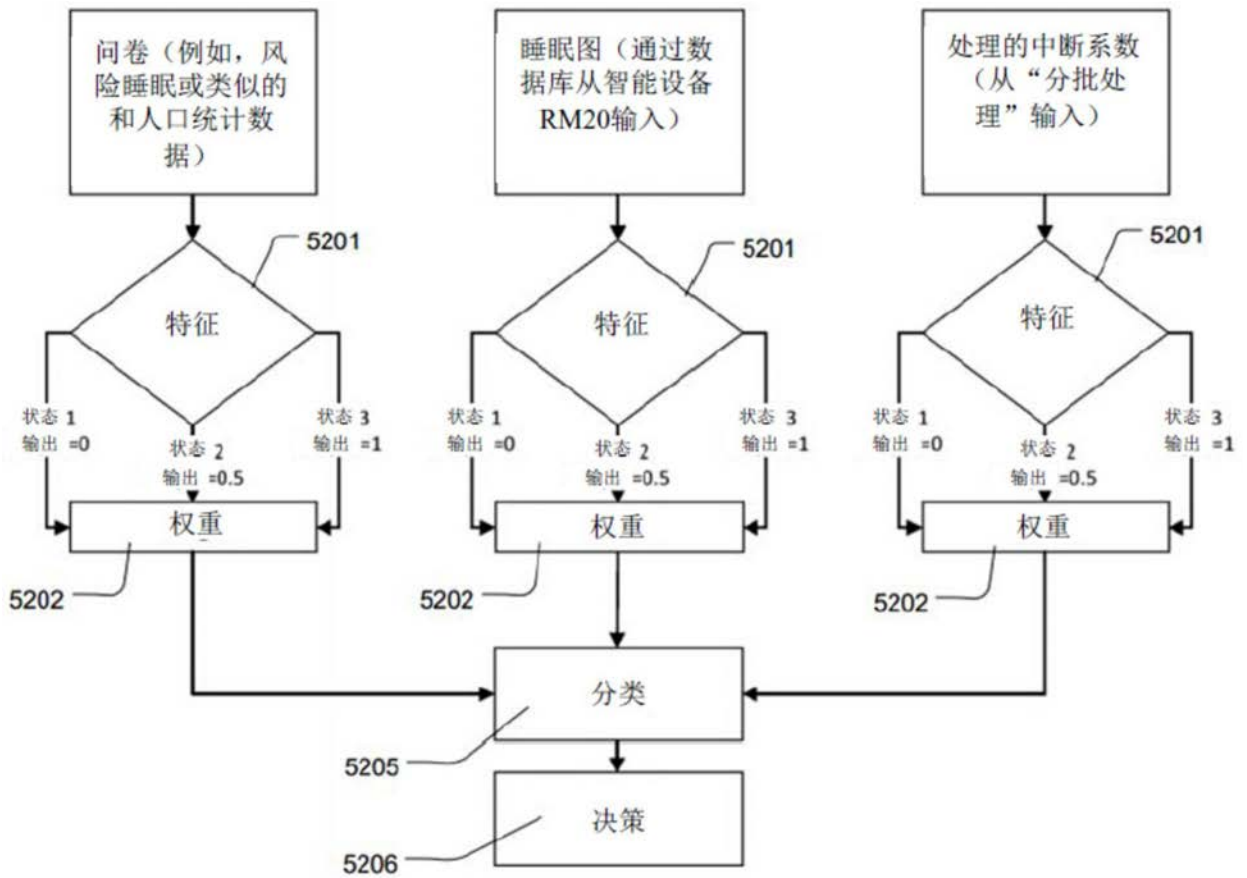 问卷（例如，风
险睡眠或类似的
和人口统计数
据）
睡眠图（通过数
据库从智能设备
RM20输入）
处理的中断系数
（从“分批处
理”输入）
5201
5201
5201
特征
特征
特征
状态 1
输出 =0
状态 2
输出 =0.5
状态 3
输出 =1
状态 1
输出 =0
状态 2
输出 =0.5
状态 3
输出 =1
状态 1
输出 =0
状态 2
输出 =0.5
状态 3
输出 =1
权重
权重
权重
5202
5202
5202
分类
5205
决策
5206